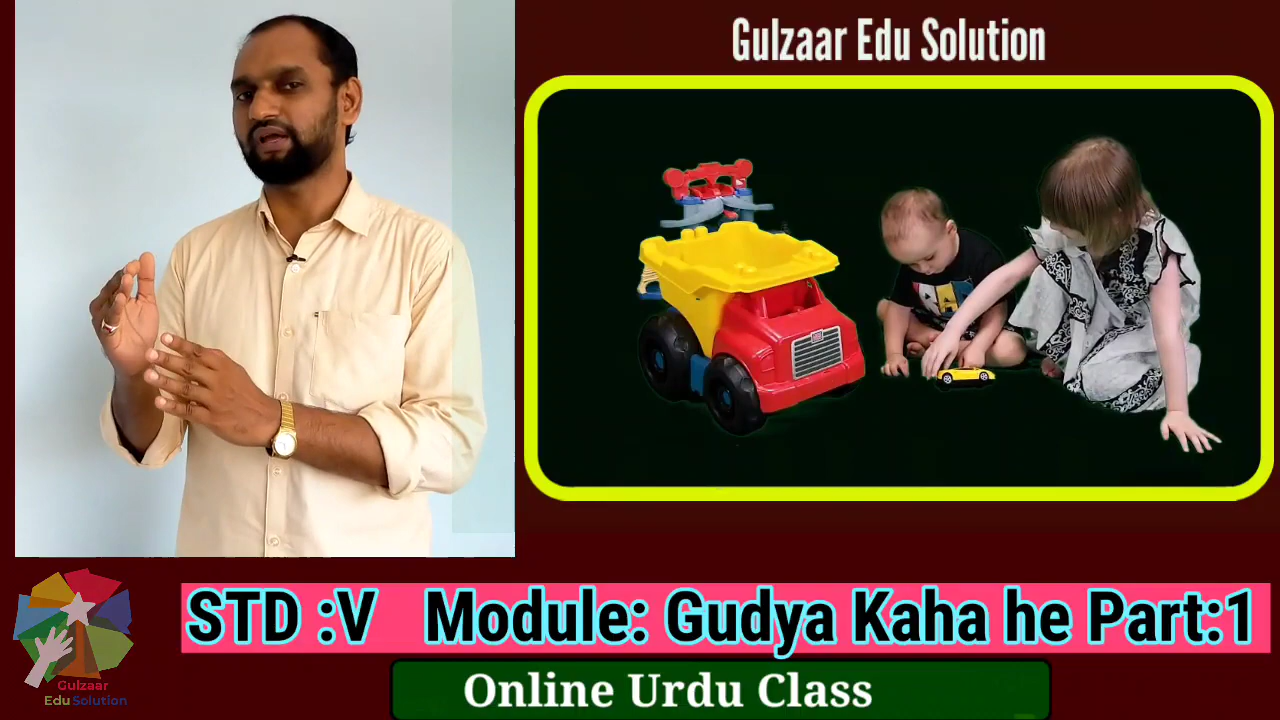 Gulzaar Edu Solution
STD :V Module: Gudya Kaha he Part:1
Gulzaar
Edu Solution
Online Urdu Class